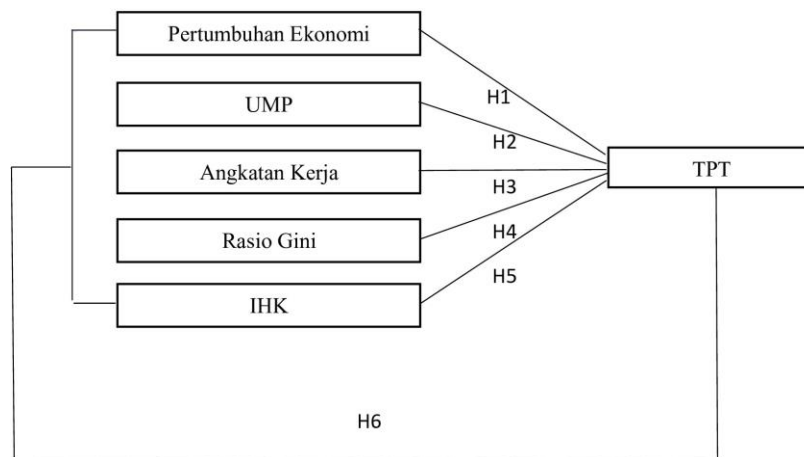 Pertumbuhan Ekonomi
H1
UMP
H2
TPT
Angkatan Kerja
H3
Rasio Gini
H4
H5
IHK
H6